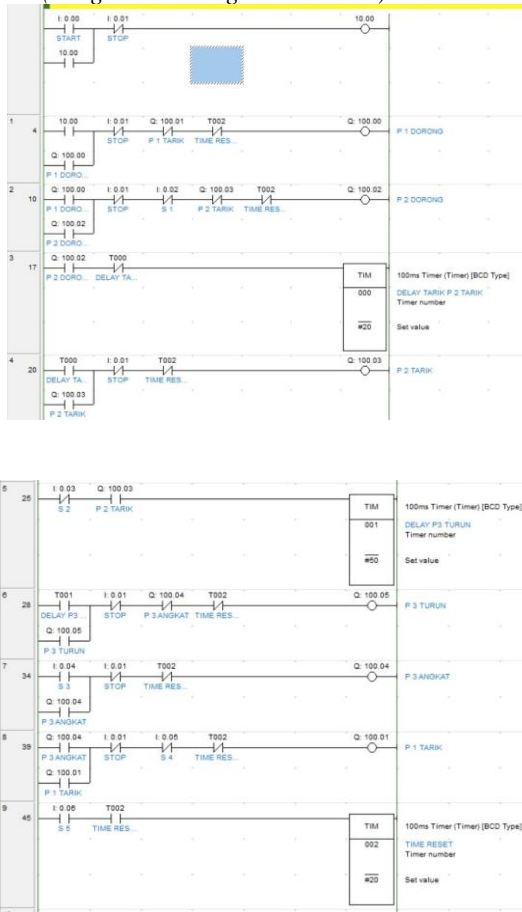 I: 0.00 I: 0.01 10.00
START STOP
10.00
1 4 10.00 I: 0.01 Q: 100.01 T002 Q: 100.00
STOP P 1 TARIK TIME RES... P 1 DORONG
Q: 100.00
P 1 DORO...
2 10 Q: 100.00 I: 0.01 I: 0.02 Q: 100.03 T002 Q: 100.02
P 1 DORO... STOP S 1 P 2 TARIK TIME RES... P 2 DORONG
Q: 100.02
P 2 DORO...
3 17 Q: 100.02 T000
P 2 DORO... DELAY TA...
TIM 100ms Timer (Timer) [BCD Type]
000 DELAY TARIK P 2 TARIK
Timer number
#20 Set value
4 20 T000 I: 0.01 T002 Q: 100.03
DELAY TA... STOP TIME RES... P 2 TARIK
Q: 100.03
P 2 TARIK
5 25 I: 0.03 Q: 100.03
S 2 P 2 TARIK
TIM 100ms Timer (Timer) [BCD Type]
001 DELAY P3 TURUN
Timer number
#50 Set value
6 28 T001 I: 0.01 Q: 100.04 T002 Q: 100.05
DELAY P3 ... STOP P 3 ANGKAT TIME RES... P 3 TURUN
Q: 100.05
P 3 TURUN
7 34 I: 0.04 I: 0.01 T002 Q: 100.04
S 3 STOP TIME RES... P 3 ANGKAT
Q: 100.04
P 3 ANGKAT
8 39 Q: 100.04 I: 0.01 I: 0.05 T002 Q: 100.01
P 3 ANGKAT STOP S 4 TIME RES... P 1 TARIK
Q: 100.01
P 1 TARIK
9 45 I: 0.06 T002
S 5 TIME RES...
TIM 100ms Timer (Timer) [BCD Type]
002 TIME RESET
Timer number
#20 Set value